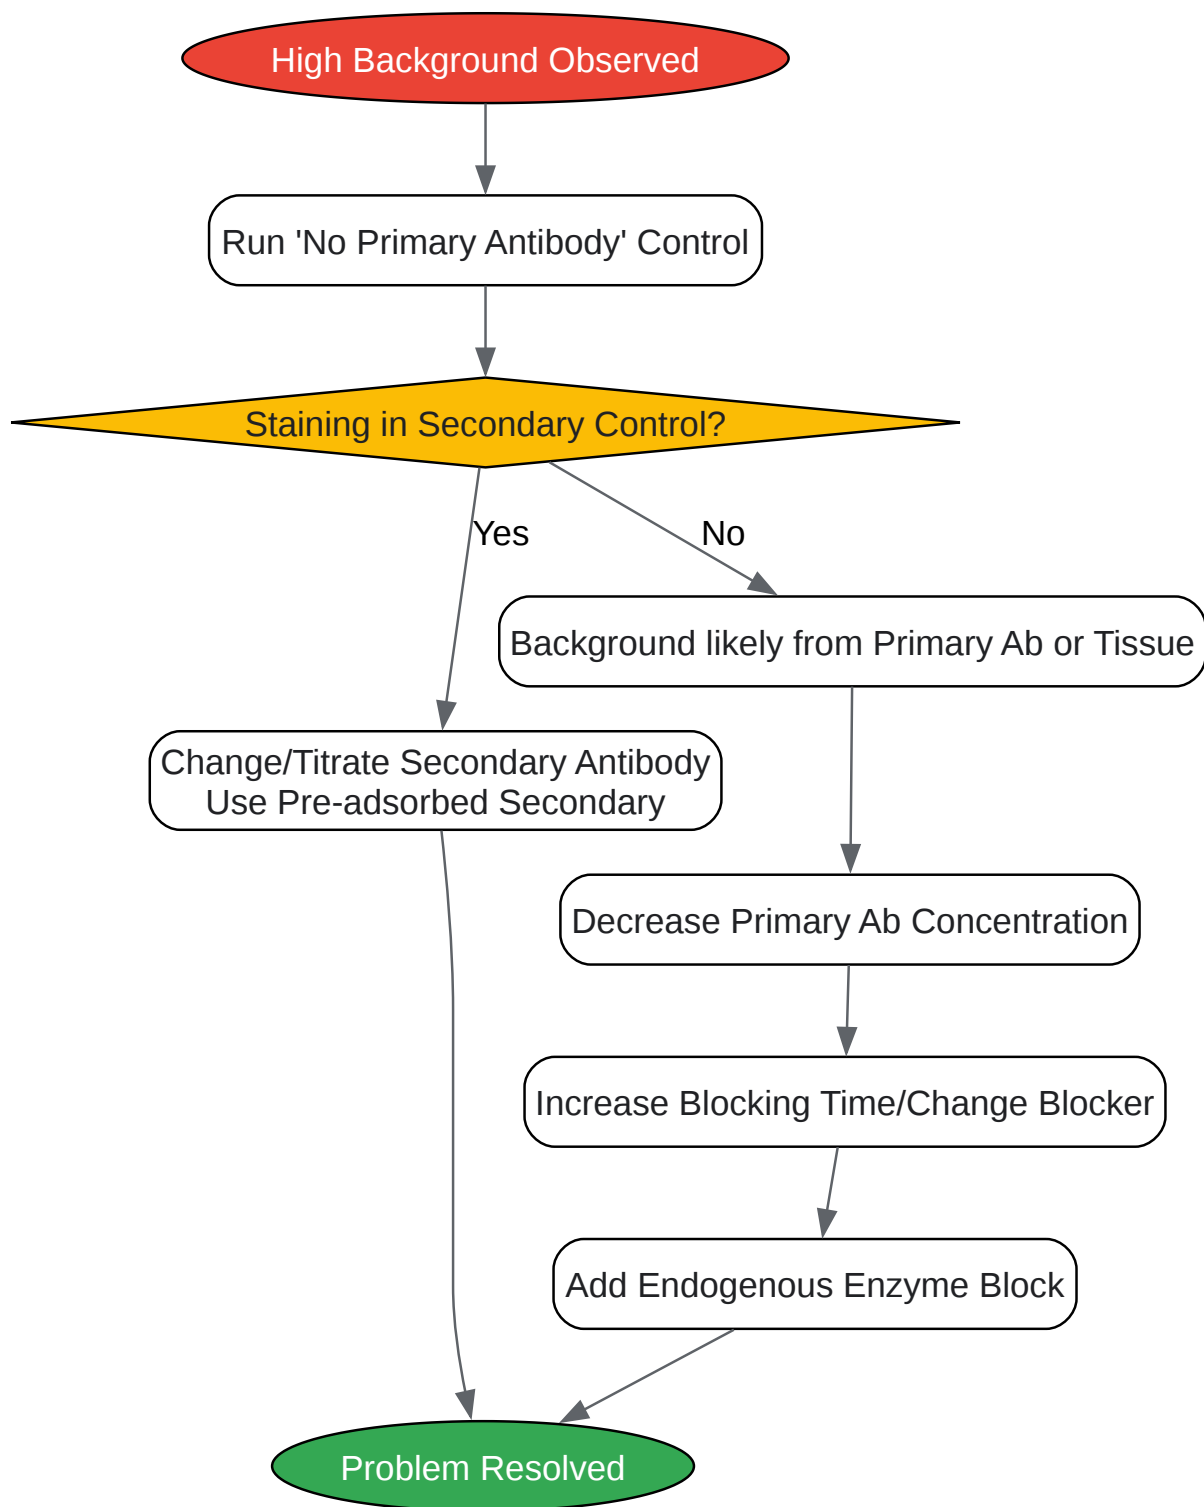 High Background Observed
Run 'No Primary Antibody' Control
Staining in Secondary Control?
Yes
No
Background likely from Primary Ab or Tissue
Change/Titrate Secondary Antibody
Use Pre-adsorbed Secondary
Decrease Primary Ab Concentration
Increase Blocking Time/Change Blocker
Add Endogenous Enzyme Block
Problem Resolved